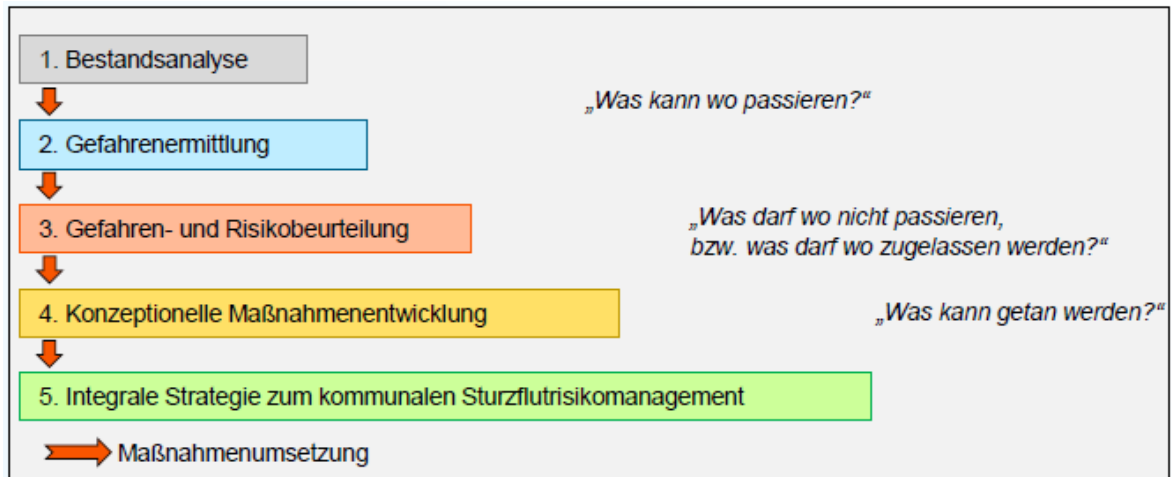 1. Bestandsanalyse
„Was kann wo passieren?“
2. Gefahrenermittlung
3. Gefahren- und Risikobeurteilung
„Was darf wo nicht passieren,
bzw. was darf wo zugelassen werden?“
4. Konzeptionelle Maßnahmenentwicklung
„Was kann getan werden?“
5. Integrale Strategie zum kommunalen Sturzflutrisikomanagement
Maßnahmenumsetzung